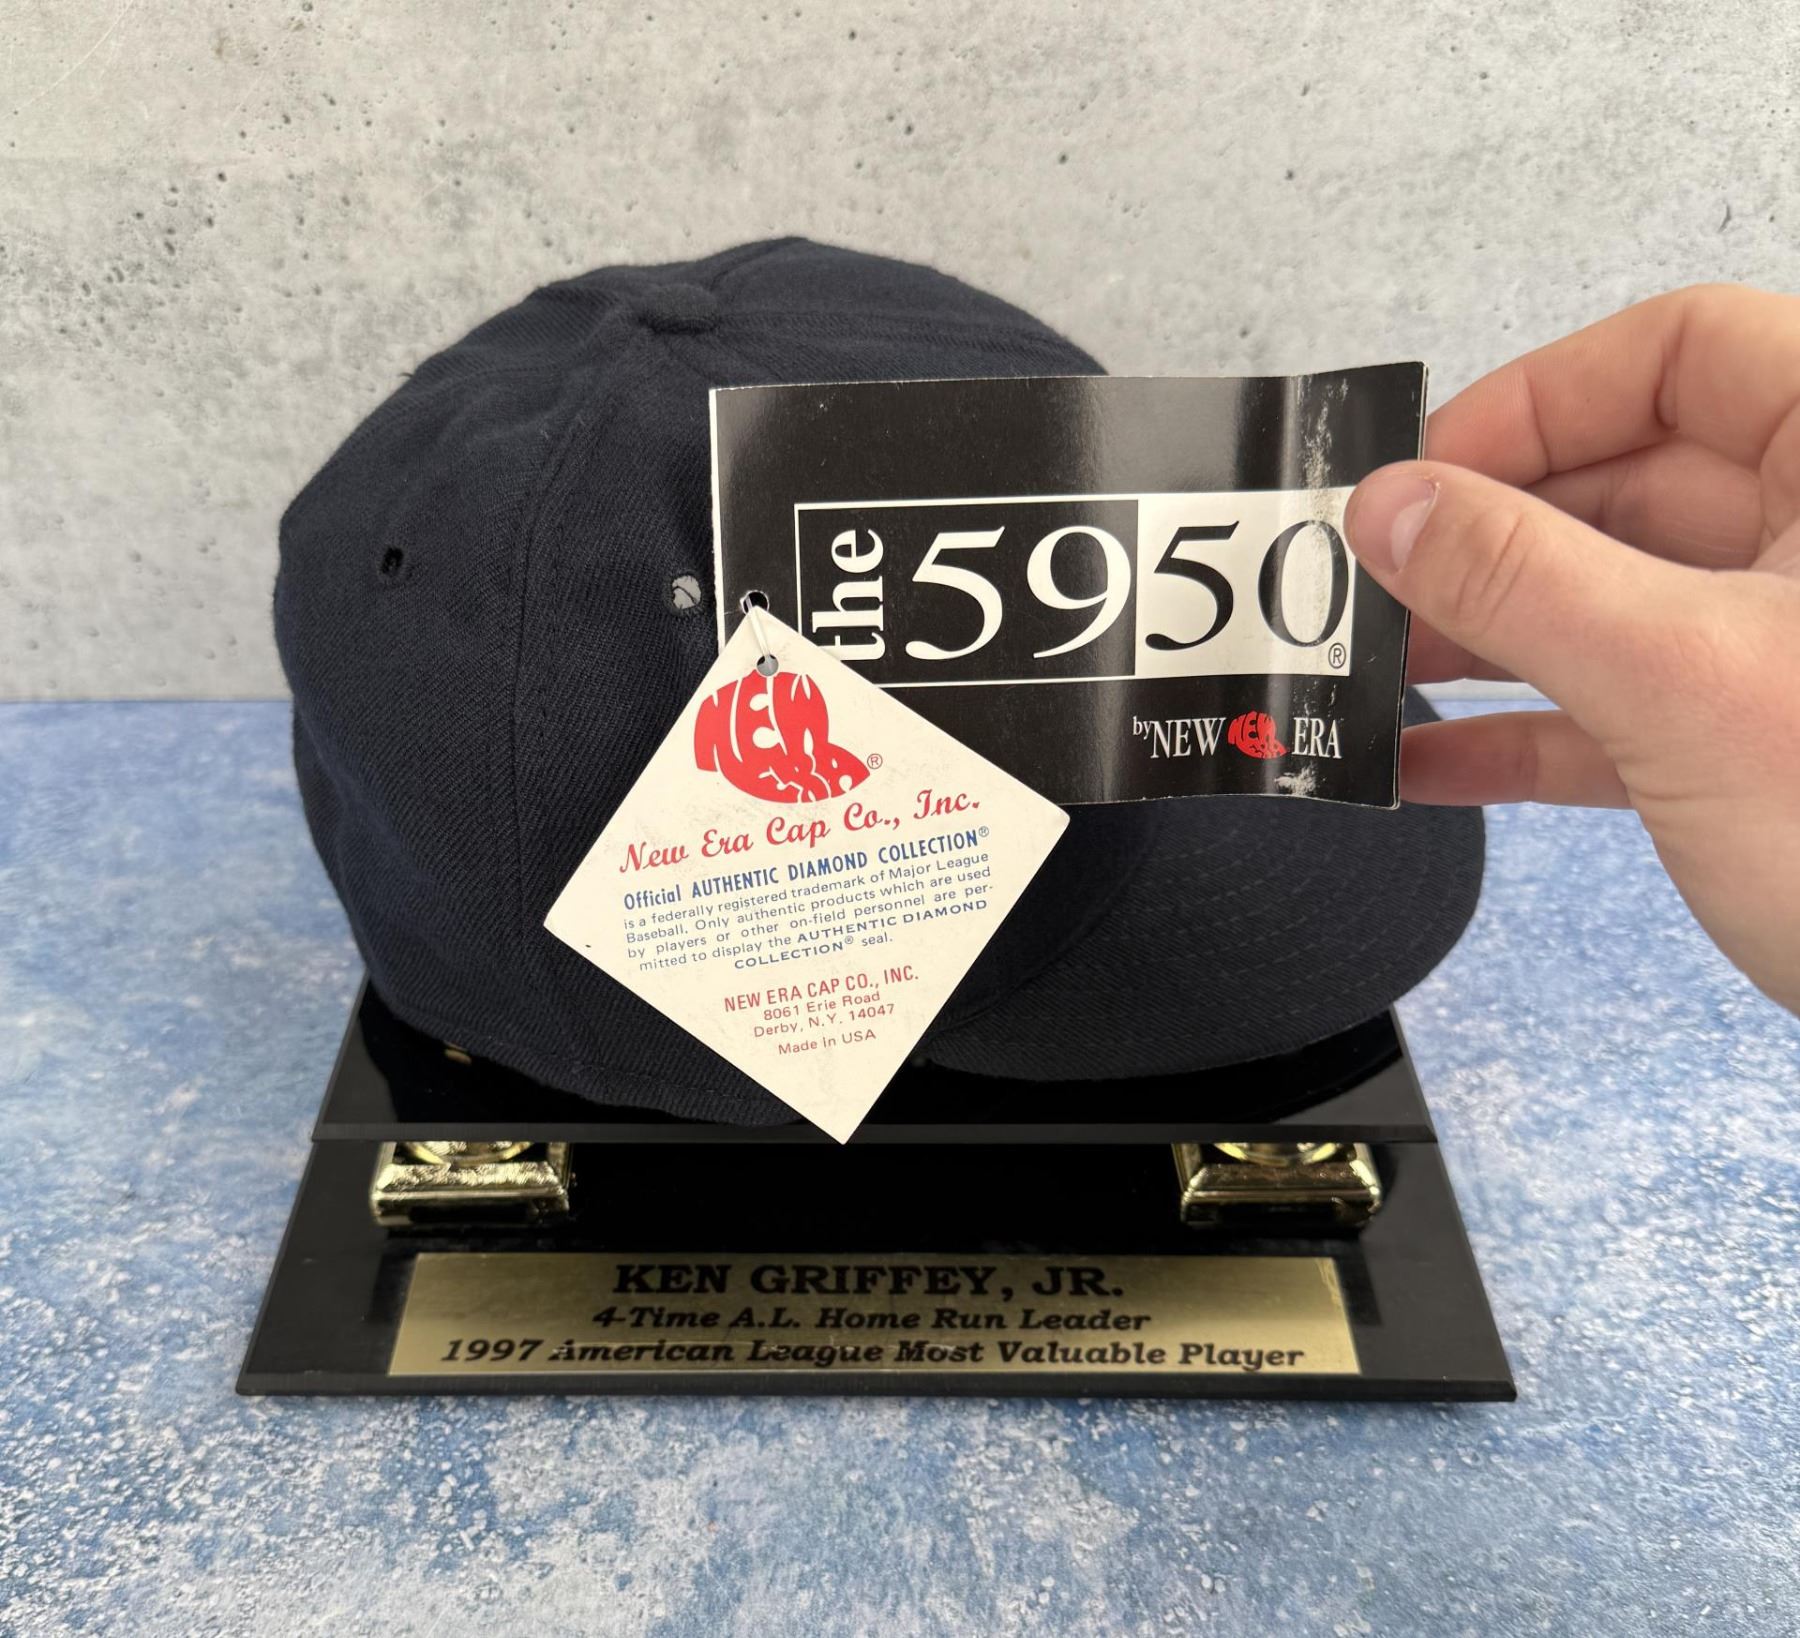 the 5950®
by NEW NEW ERA ERA
NEW ERA®
New Era Cap Co., Inc.
Official AUTHENTIC DIAMOND COLLECTION®
is a federally registered trademark of Major League
Baseball. Only authentic products which are used
by players or other on-field personnel are per-
mitted to display the AUTHENTIC DIAMOND
COLLECTION® seal.
NEW ERA CAP CO., INC.
8061 Erie Road
Derby, N.Y. 14047
Made in USA
KEN GRIFFEY, JR.
4-Time A.L. Home Run Leader
1997 American League Most Valuable Player